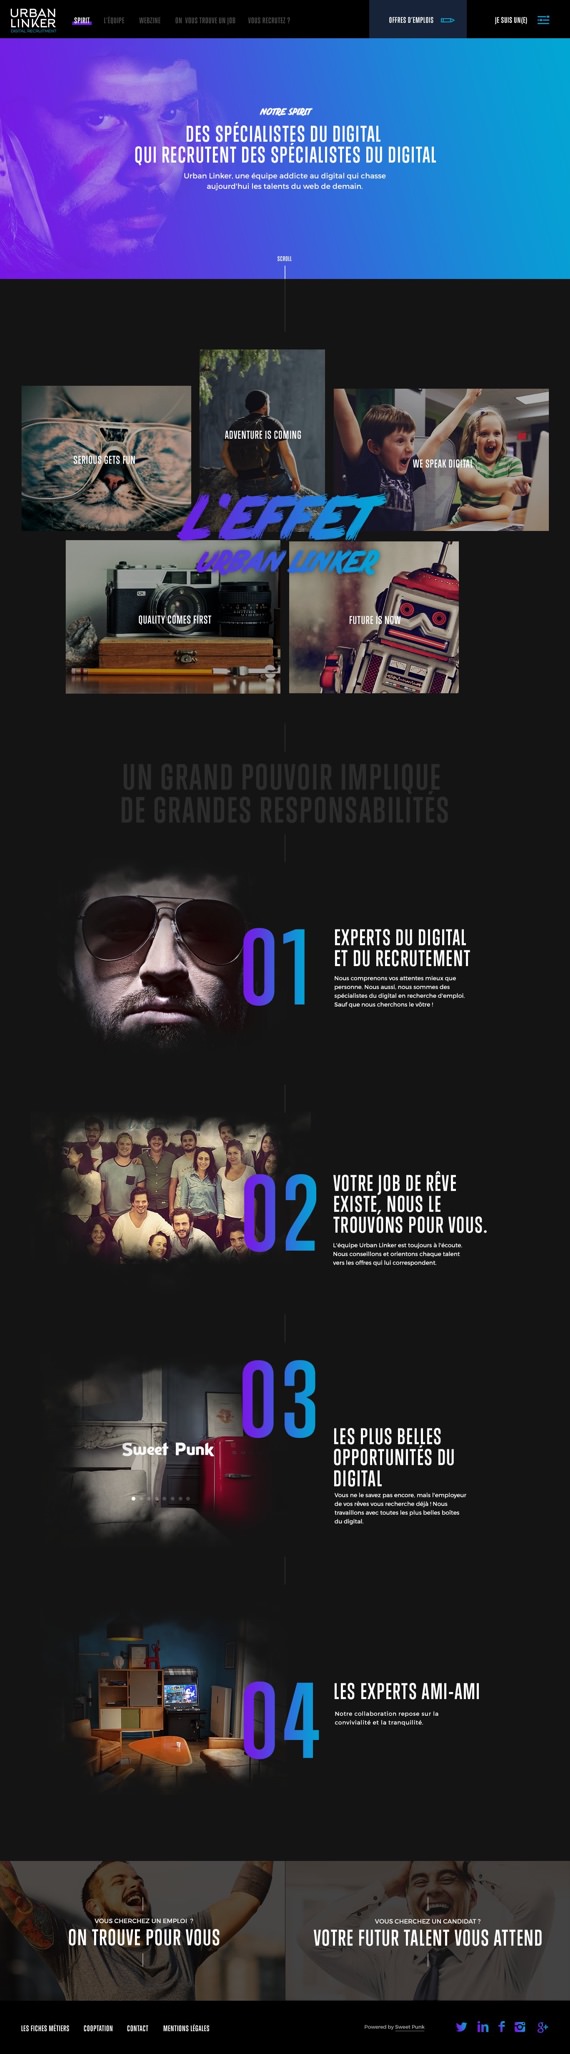 URBAN
LINKER
DIGITAL RECRUITMENT
SPIRIT
L'ÉQUIPE
WEBZINE
ON VOUS TROUVE UN JOB
VOUS RECRUTEZ ?
OFFRES D'EMPLOIS
JE SUIS UN(E)
NOTRE SPIRIT
DES SPÉCIALISTES DU DIGITAL
QUI RECRUTENT DES SPÉCIALISTES DU DIGITAL
Urban Linker, une équipe addicte au digital qui chasse
aujourd'hui les talents du web de demain.
SCROLL
ADVENTURE IS COMING
SERIOUS GETS FUN
WE SPEAK DIGITAL
L'EFFET
URBAN LINKER
QUALITY COMES FIRST
FUTURE IS NOW
UN GRAND POUVOIR IMPLIQUE
DE GRANDES RESPONSABILITÉS
01
EXPERTS DU DIGITAL
ET DU RECRUTEMENT
Nous comprenons vos attentes mieux que
personne. Nous aussi, nous sommes des
spécialistes du digital en recherche d'emploi.
Sauf que nous cherchons le vôtre !
02
VOTRE JOB DE RÊVE
EXISTE, NOUS LE
TROUVONS POUR VOUS.
L'équipe Urban Linker est toujours à l'écoute.
Nous conseillons et orientons chaque talent
vers les offres qui lui correspondent.
03
Sweet Punk
LES PLUS BELLES
OPPORTUNITÉS DU
DIGITAL
Vous ne le savez pas encore, mais l'employeur
de vos rêves vous recherche déjà ! Nous
travaillons avec toutes les plus belles boîtes
du digital.
04
LES EXPERTS AMI-AMI
Notre collaboration repose sur la
convivialité et la tranquilité.
VOUS CHERCHEZ UN EMPLOI ?
ON TROUVE POUR VOUS
VOUS CHERCHEZ UN CANDIDAT ?
VOTRE FUTUR TALENT VOUS ATTEND
LES FICHES MÉTIERS
COOPTATION
CONTACT
MENTIONS LÉGALES
Powered by Sweet Punk